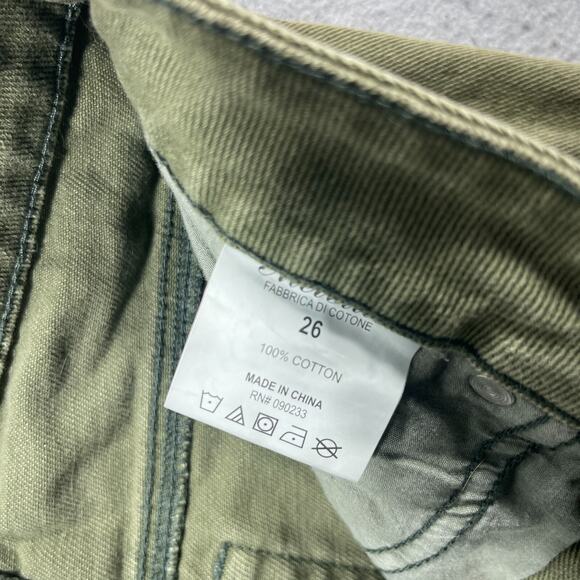 FABBRICA DI COTONE
26
100% COTTON
MADE IN CHINA
RN# 090233